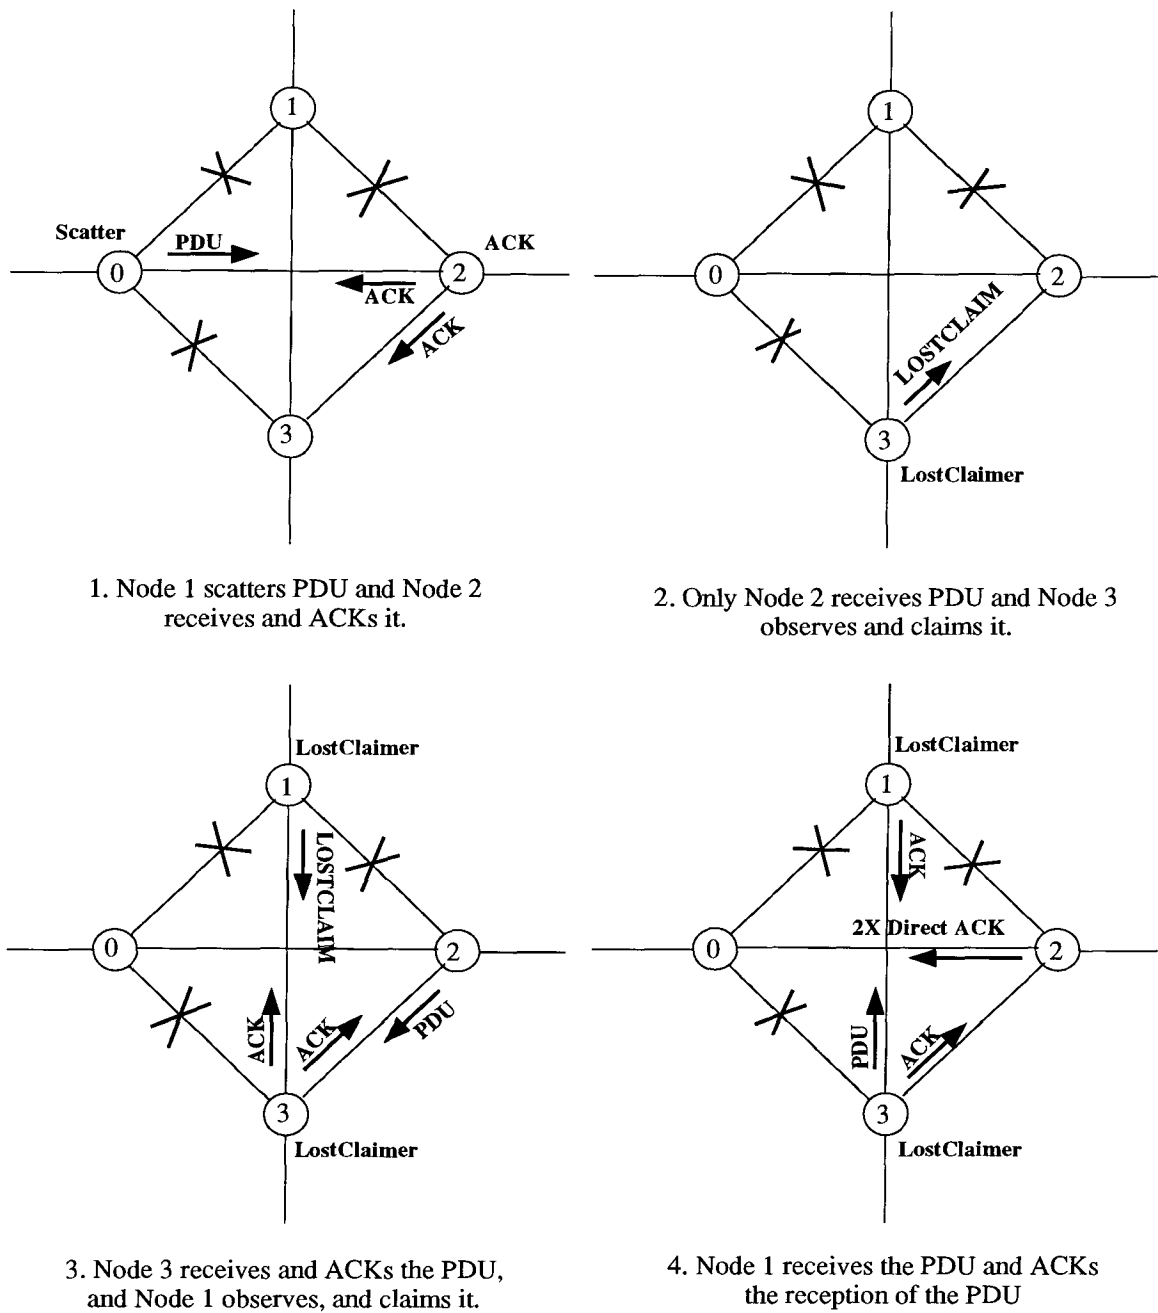 1
Scatter
PDU
ACK
0
2
ACK
ACK
3
1. Node 1 scatters PDU and Node 2
receives and ACKs it.
1
0
2
LOSTCLAIM
3
LostClaimer
2. Only Node 2 receives PDU and Node 3
observes and claims it.
LostClaimer
1
LOSTCLAIM
0
2
ACK
ACK
PDU
3
LostClaimer
3. Node 3 receives and ACKs the PDU,
and Node 1 observes, and claims it.
LostClaimer
1
ACK
2X Direct ACK
0
2
PDU
ACK
3
LostClaimer
4. Node 1 receives the PDU and ACKs
the reception of the PDU